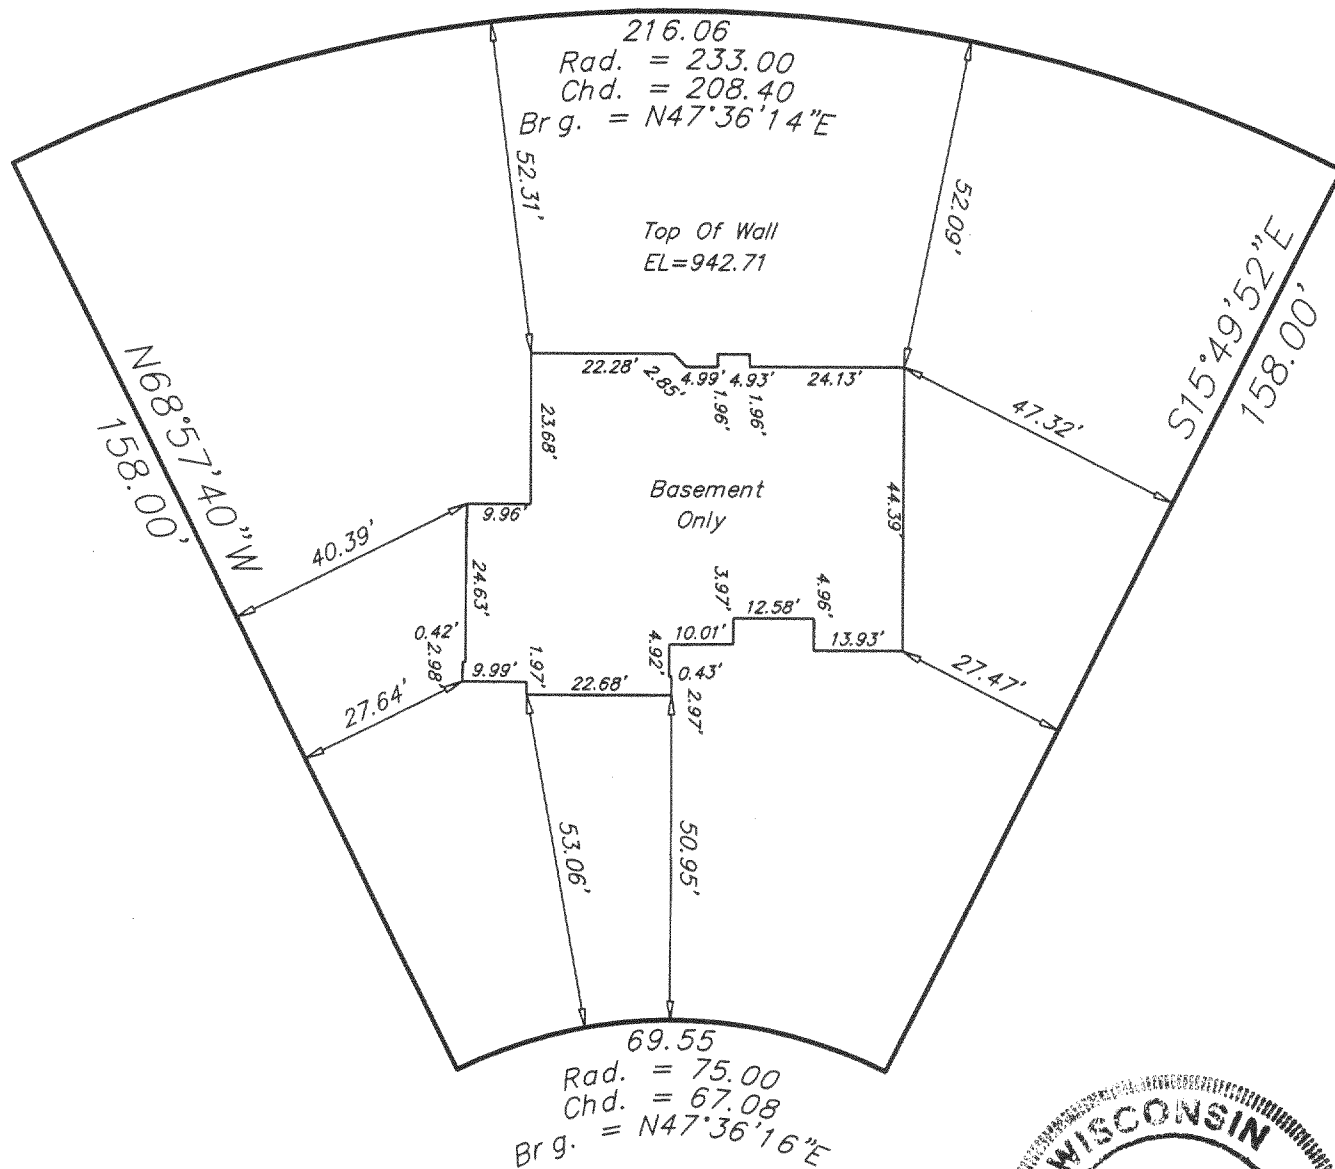 216.06
Rad. = 233.00
Chd. = 208.40
Brg. = N47°36'14"E
52.31'
52.09'
Top Of Wall
EL=942.71
N68°57'40"W
158.00'
S15°49'52"E
158.00'
22.28'
2.85'
4.99'
1.96'
4.93'
1.96'
24.13'
47.32'
23.68'
Basement
Only
44.39'
9.96'
40.39'
24.63'
3.97'
12.58'
4.96'
0.42'
2.98'
9.99'
1.97'
22.68'
4.92'
10.01'
0.43'
2.97'
13.93'
27.47'
27.64'
53.06'
50.95'
69.55
Rad. = 75.00
Chd. = 67.08
Brg. = N47°36'16"E
WISCONSIN